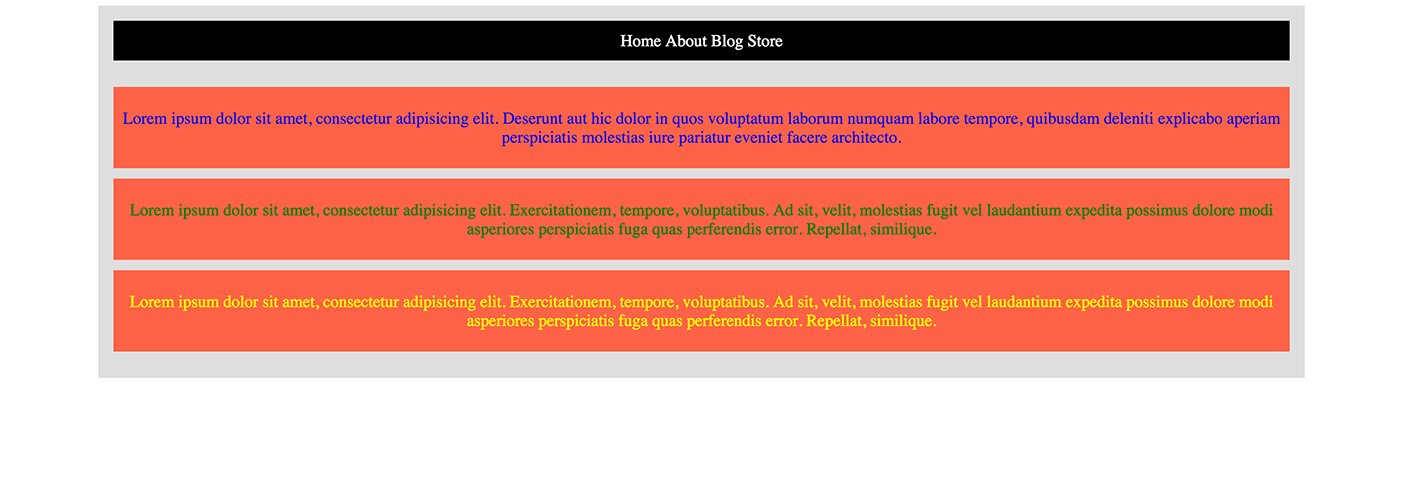 Home About Blog Store
Lorem ipsum dolor sit amet, consectetur adipisicing elit. Deserunt aut hic dolor in quos voluptatum laborum numquam labore tempore, quibusdam deleniti explicabo aperiam
perspiciatis molestias iure pariatur eveniet facere architecto.
Lorem ipsum dolor sit amet, consectetur adipisicing elit. Exercitationem, tempore, voluptatibus. Ad sit, velit, molestias fugit vel laudantium expedita possimus dolore modi
asperiores perspiciatis fuga quas perferendis error. Repellat, similique.
Lorem ipsum dolor sit amet, consectetur adipisicing elit. Exercitationem, tempore, voluptatibus. Ad sit, velit, molestias fugit vel laudantium expedita possimus dolore modi
asperiores perspiciatis fuga quas perferendis error. Repellat, similique.